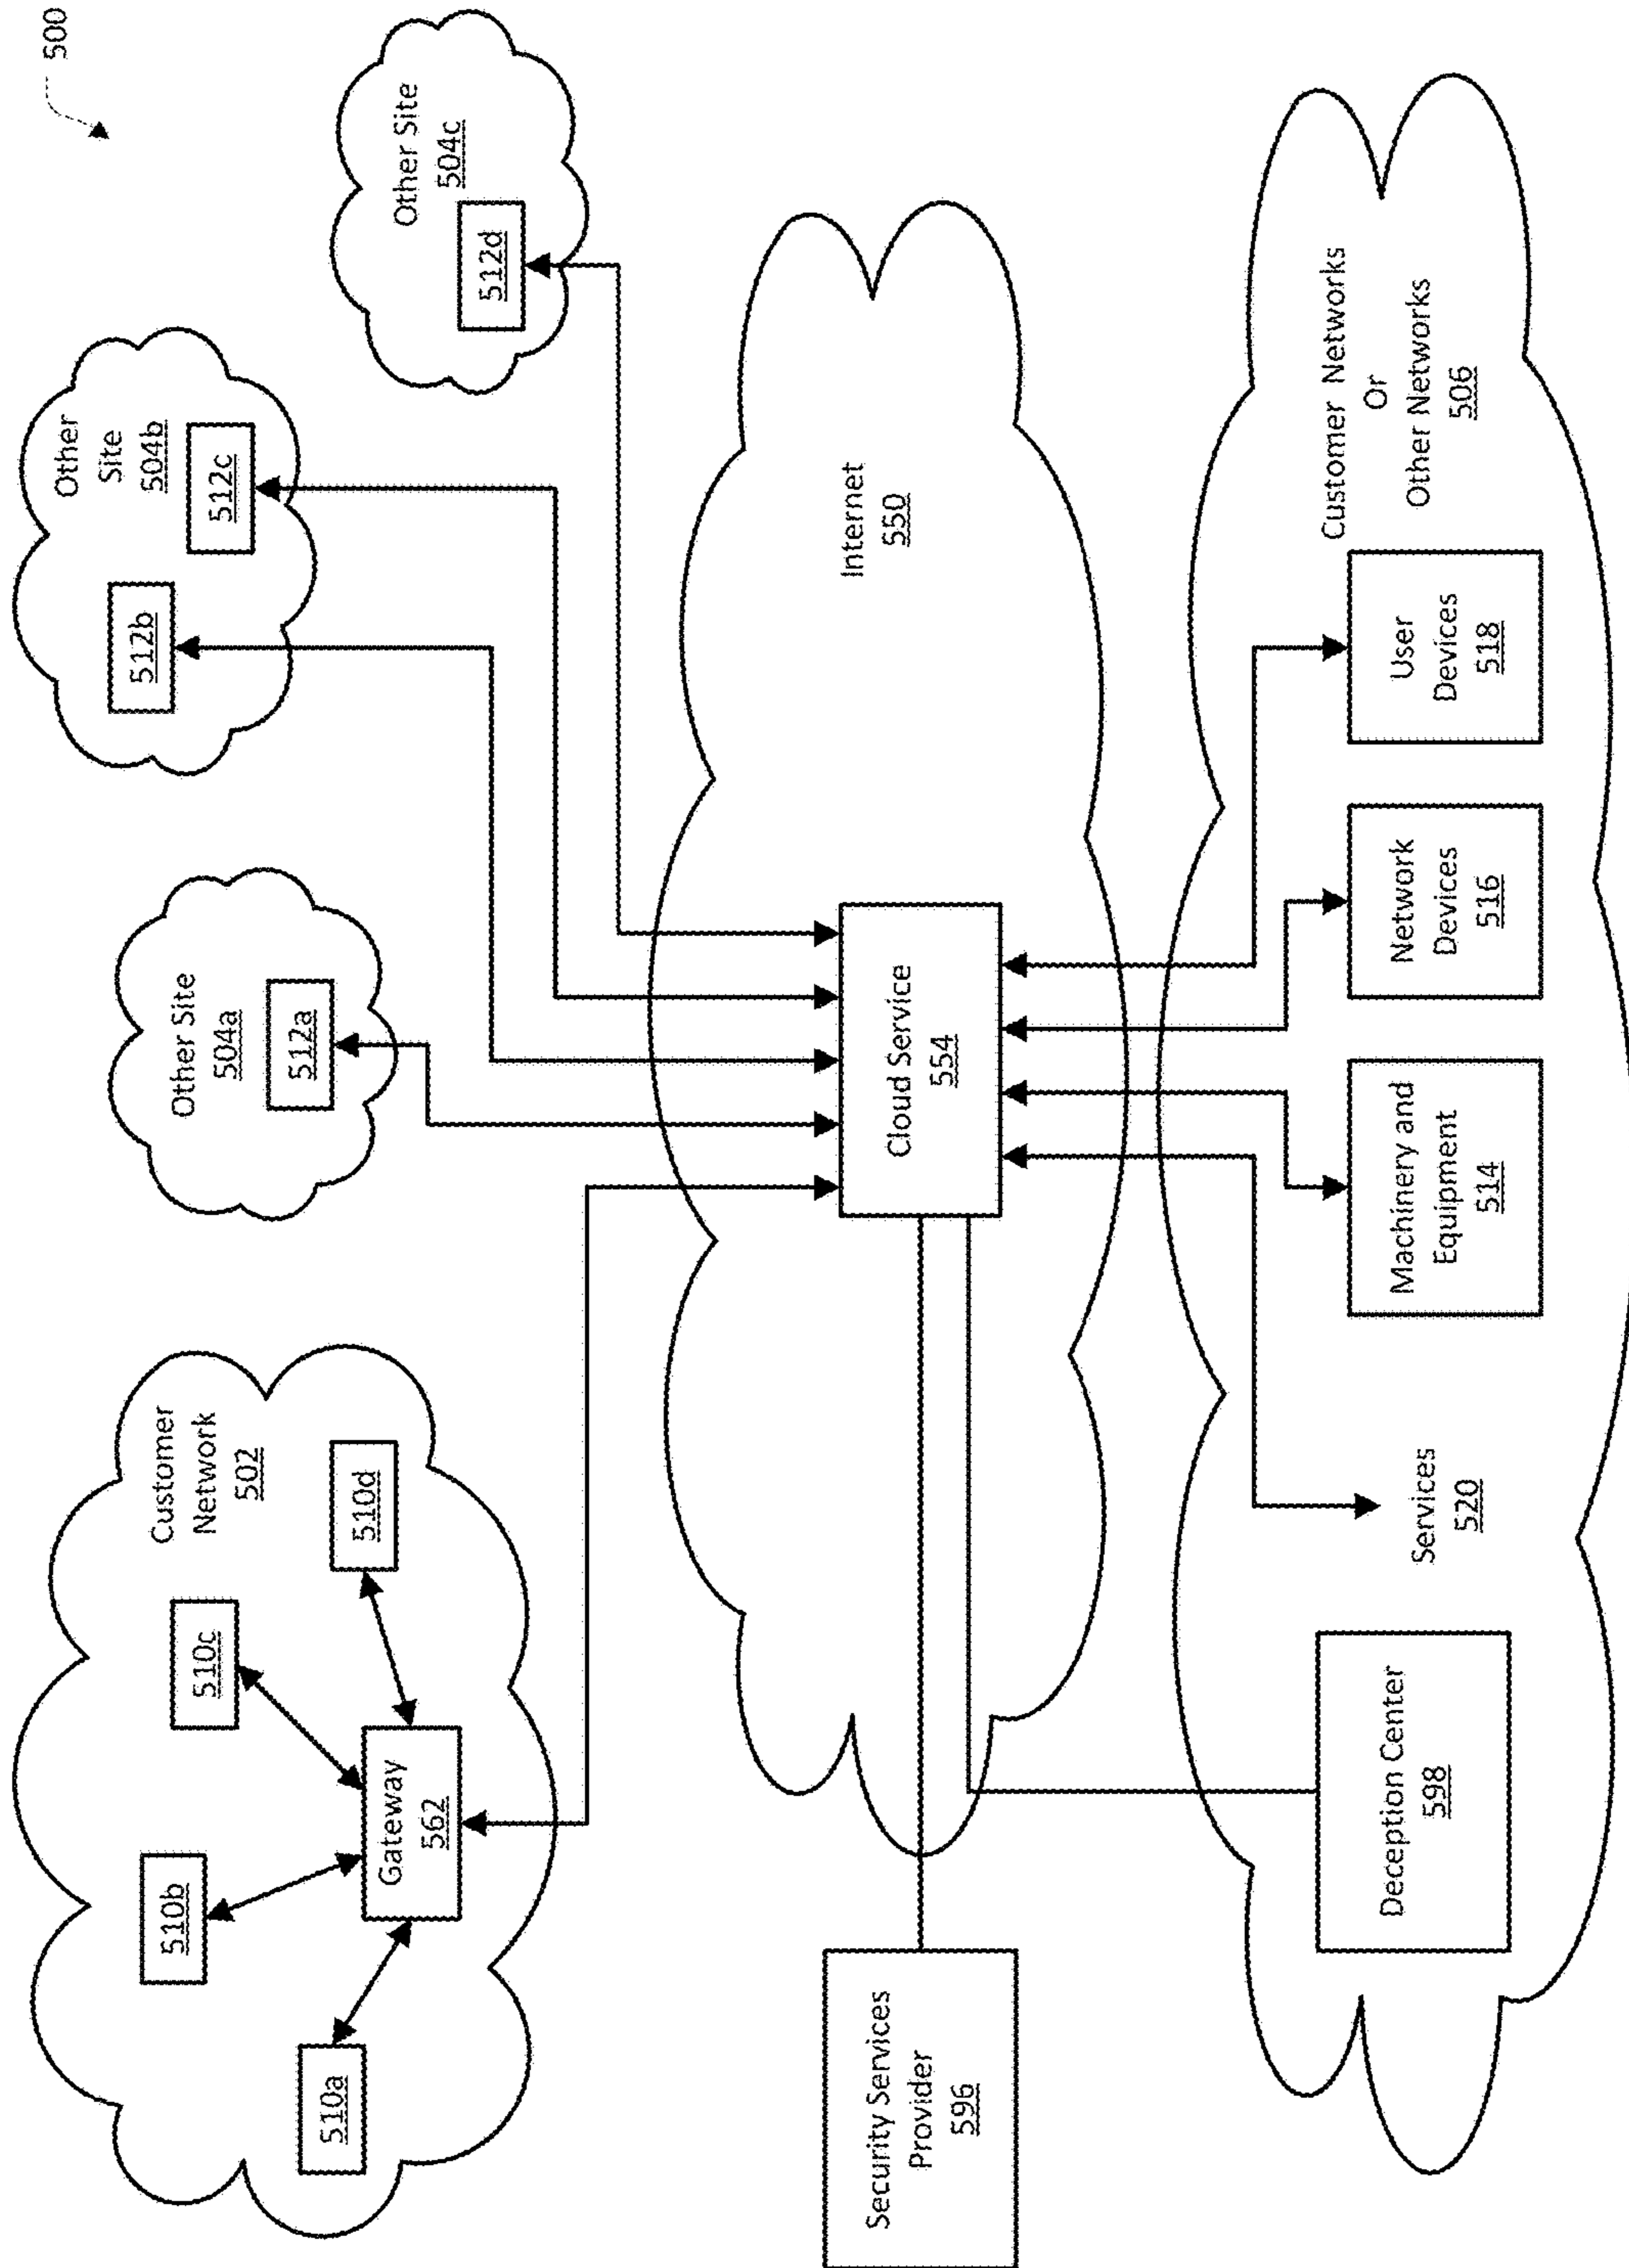 500
Customer
Network
502
510a
510b
510c
510d
Gateway
562
Other Site
504a
512a
Other
Site
504b
512b
512c
Other Site
504c
512d
Security Services
Provider
596
Internet
550
Cloud Service
554
Customer Networks
Or
Other Networks
506
Deception Center
598
Services
520
Machinery and
Equipment
514
Network
Devices
516
User
Devices
518